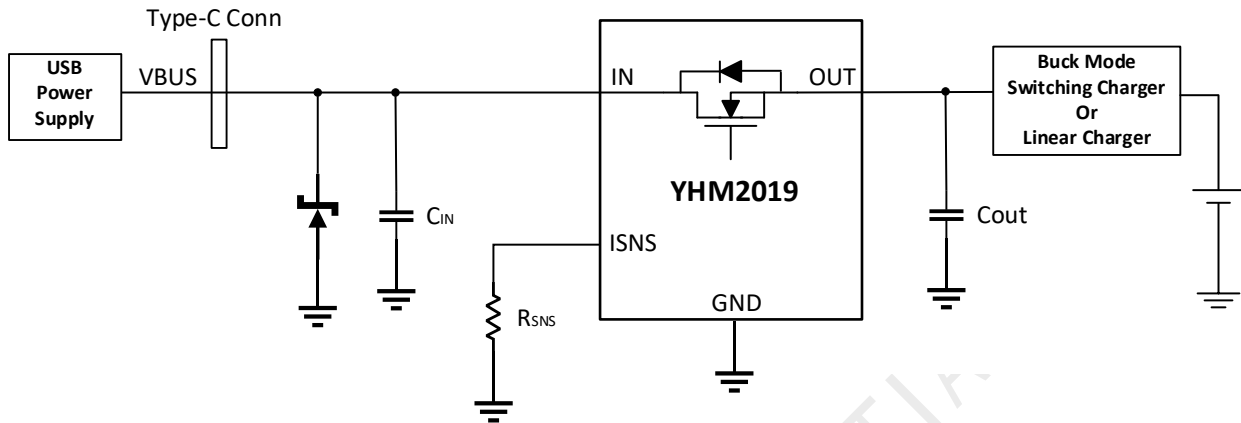 Type-C Conn
USB
Power
Supply
VBUS
IN
OUT
Buck Mode
Switching Charger
Or
Linear Charger
YHM2019
CIN
Cout
ISNS
RSNS
GND